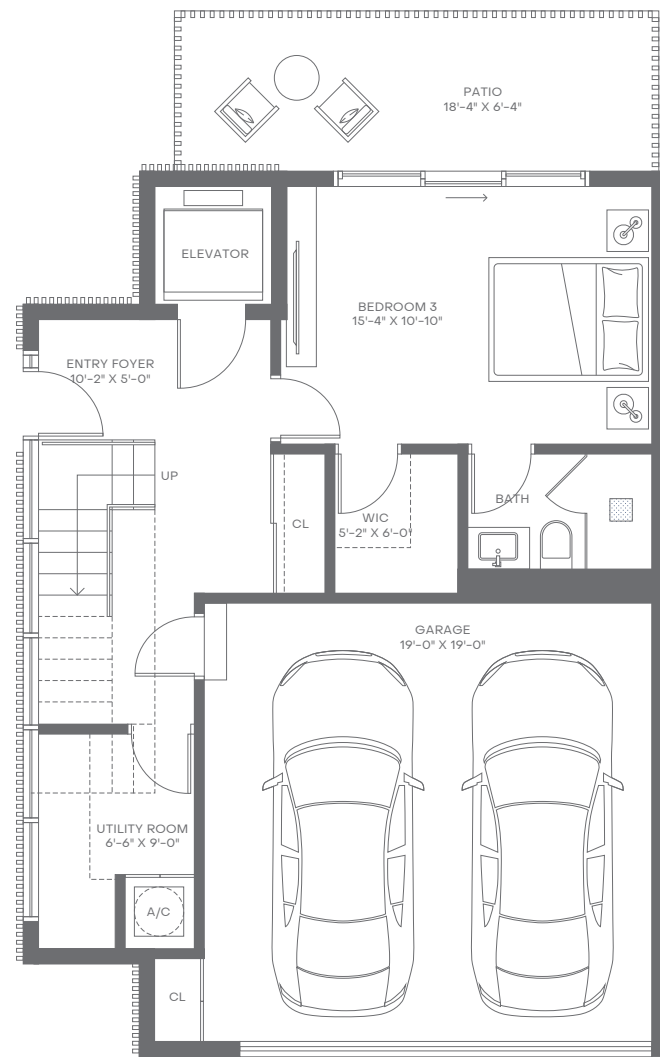 PATIO
18'-4" X 6'-4"
ELEVATOR
BEDROOM 3
15'-4" X 10'-10"
ENTRY FOYER
10'-2" X 5'-0"
UP
CL
WIC
5'-2" X 6'-0"
BATH
GARAGE
19'-0" X 19'-0"
UTILITY ROOM
6'-6" X 9'-0"
A/C
CL